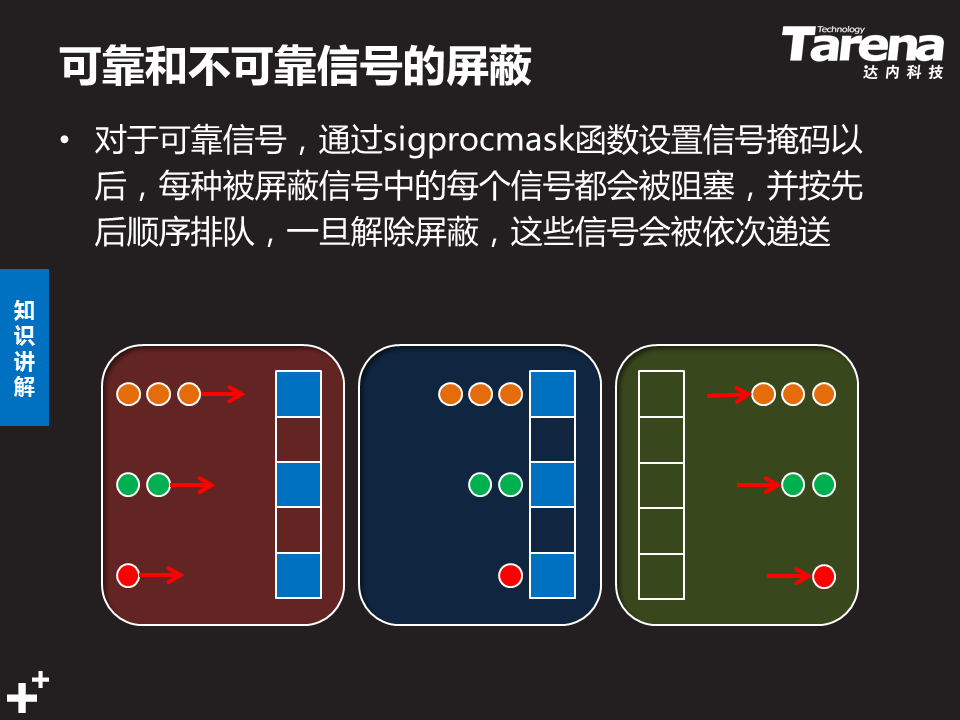 可靠和不可靠信号的屏蔽
Technology
Tarena
达内科技
• 对于可靠信号，通过sigprocmask函数设置信号掩码以
后，每种被屏蔽信号中的每个信号都会被阻塞，并按先
后顺序排队，一旦解除屏蔽，这些信号会被依次递送
知
识
讲
解